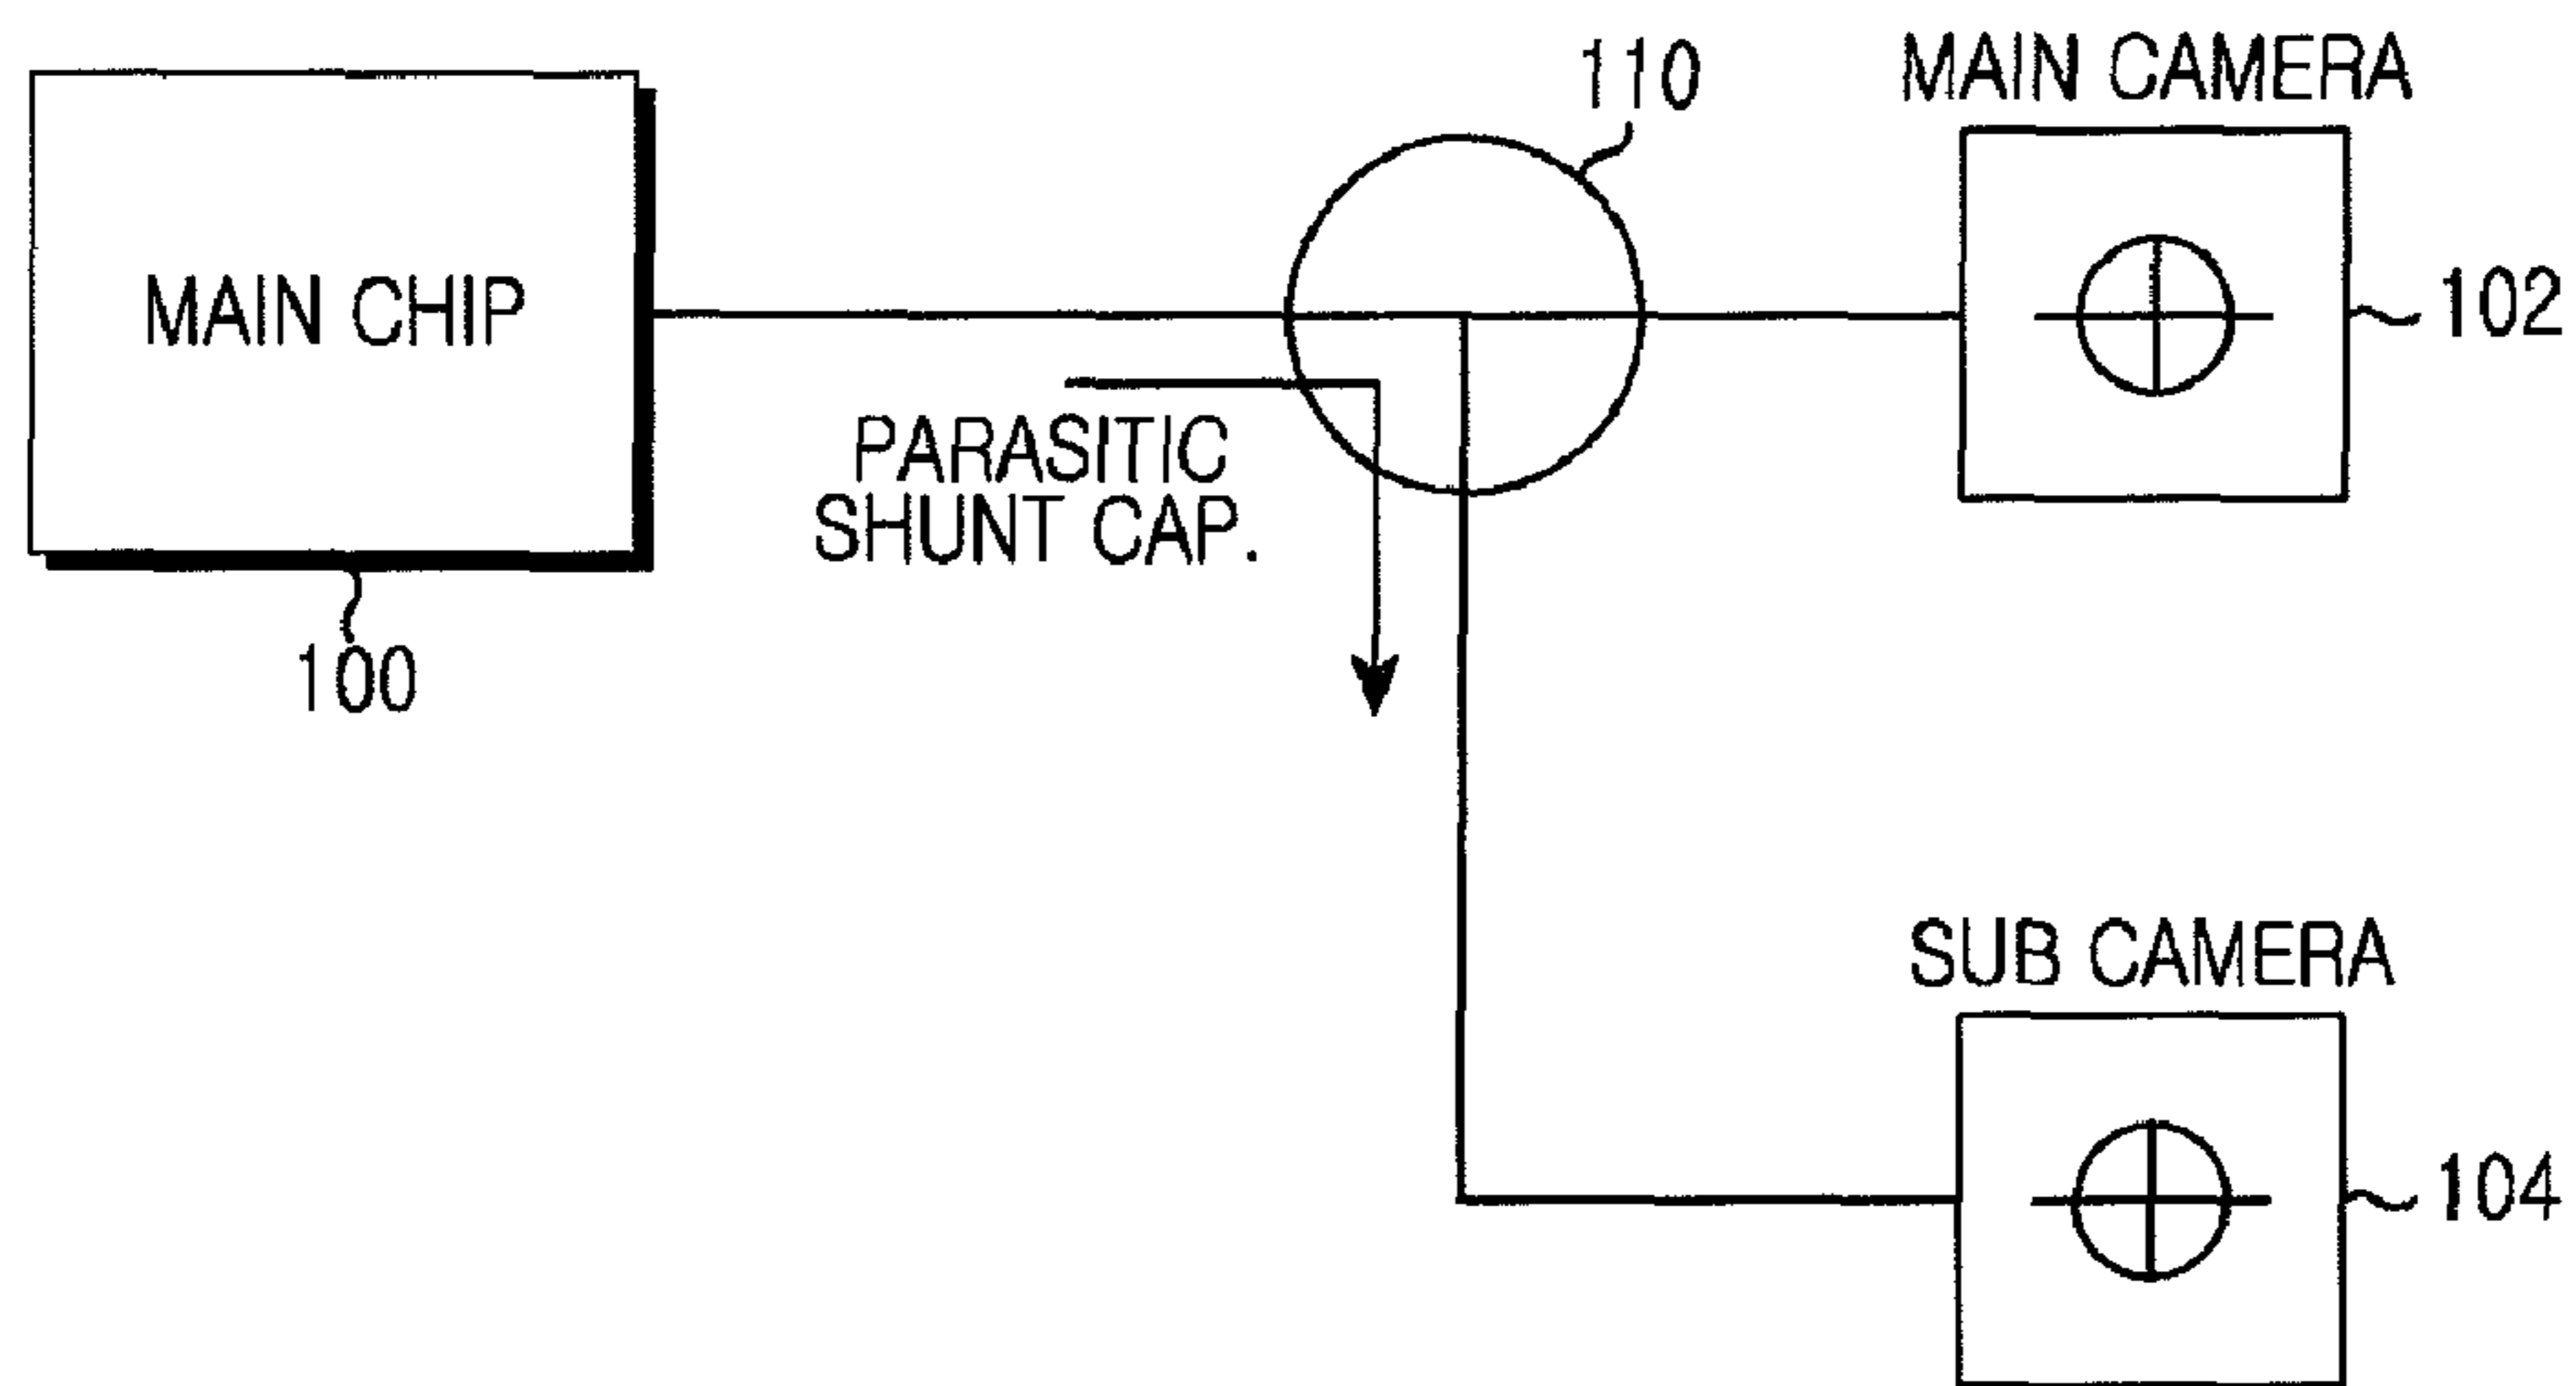 110
MAIN CAMERA
MAIN CHIP
102
PARASITIC
SHUNT CAP.
100
SUB CAMERA
104